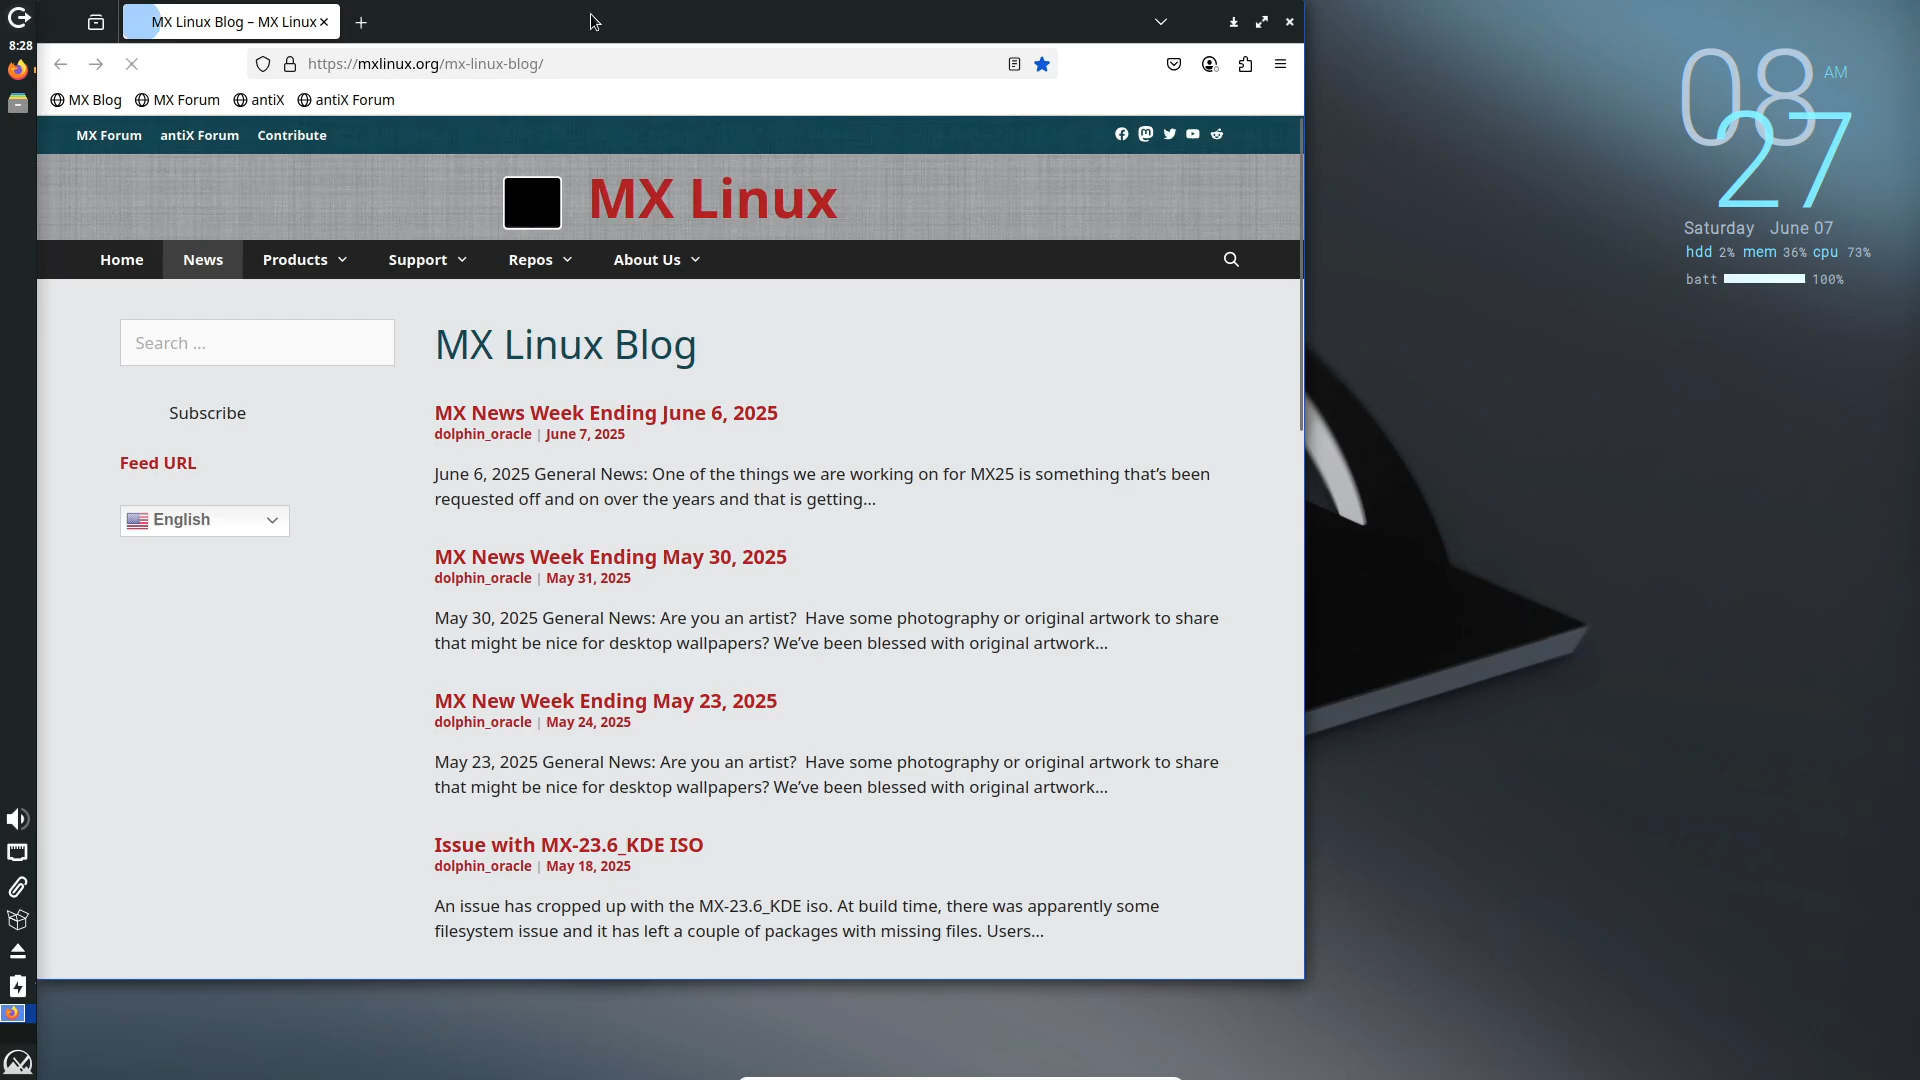 8:28
MX Linux Blog – MX Linux
https://mxlinux.org/mx-linux-blog/
MX Blog MX Forum antiX antiX Forum
MX Forum antiX Forum Contribute
MX Linux
Home News Products Support Repos About Us
Search ...
Subscribe
Feed URL
English
MX Linux Blog
MX News Week Ending June 6, 2025
dolphin_oracle | June 7, 2025
June 6, 2025 General News: One of the things we are working on for MX25 is something that’s been
requested off and on over the years and that is getting...
MX News Week Ending May 30, 2025
dolphin_oracle | May 31, 2025
May 30, 2025 General News: Are you an artist?  Have some photography or original artwork to share
that might be nice for desktop wallpapers? We’ve been blessed with original artwork...
MX New Week Ending May 23, 2025
dolphin_oracle | May 24, 2025
May 23, 2025 General News: Are you an artist?  Have some photography or original artwork to share
that might be nice for desktop wallpapers? We’ve been blessed with original artwork...
Issue with MX-23.6_KDE ISO
dolphin_oracle | May 18, 2025
An issue has cropped up with the MX-23.6_KDE iso. At build time, there was apparently some
filesystem issue and it has left a couple of packages with missing files. Users...
08 AM
27
Saturday June 07
hdd 2% mem 36% cpu 73%
batt 100%